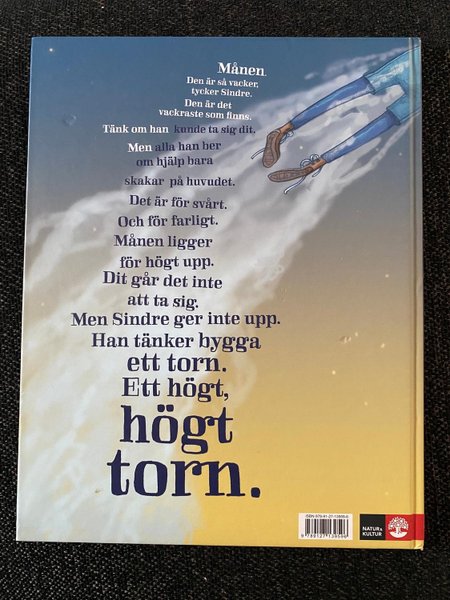 Månen.
Den är så vacker,
tycker Sindre.
Den är det
vackraste som finns.
Tänk om han kunde ta sig dit.
Men alla han ber
om hjälp bara
skakar på huvudet.
Det är för svårt.
Och för farligt.
Månen ligger
för högt upp.
Dit går det inte
att ta sig.
Men Sindre ger inte upp.
Han tänker bygga
ett torn.
Ett högt,
högt
torn.
NATUR &
KULTUR